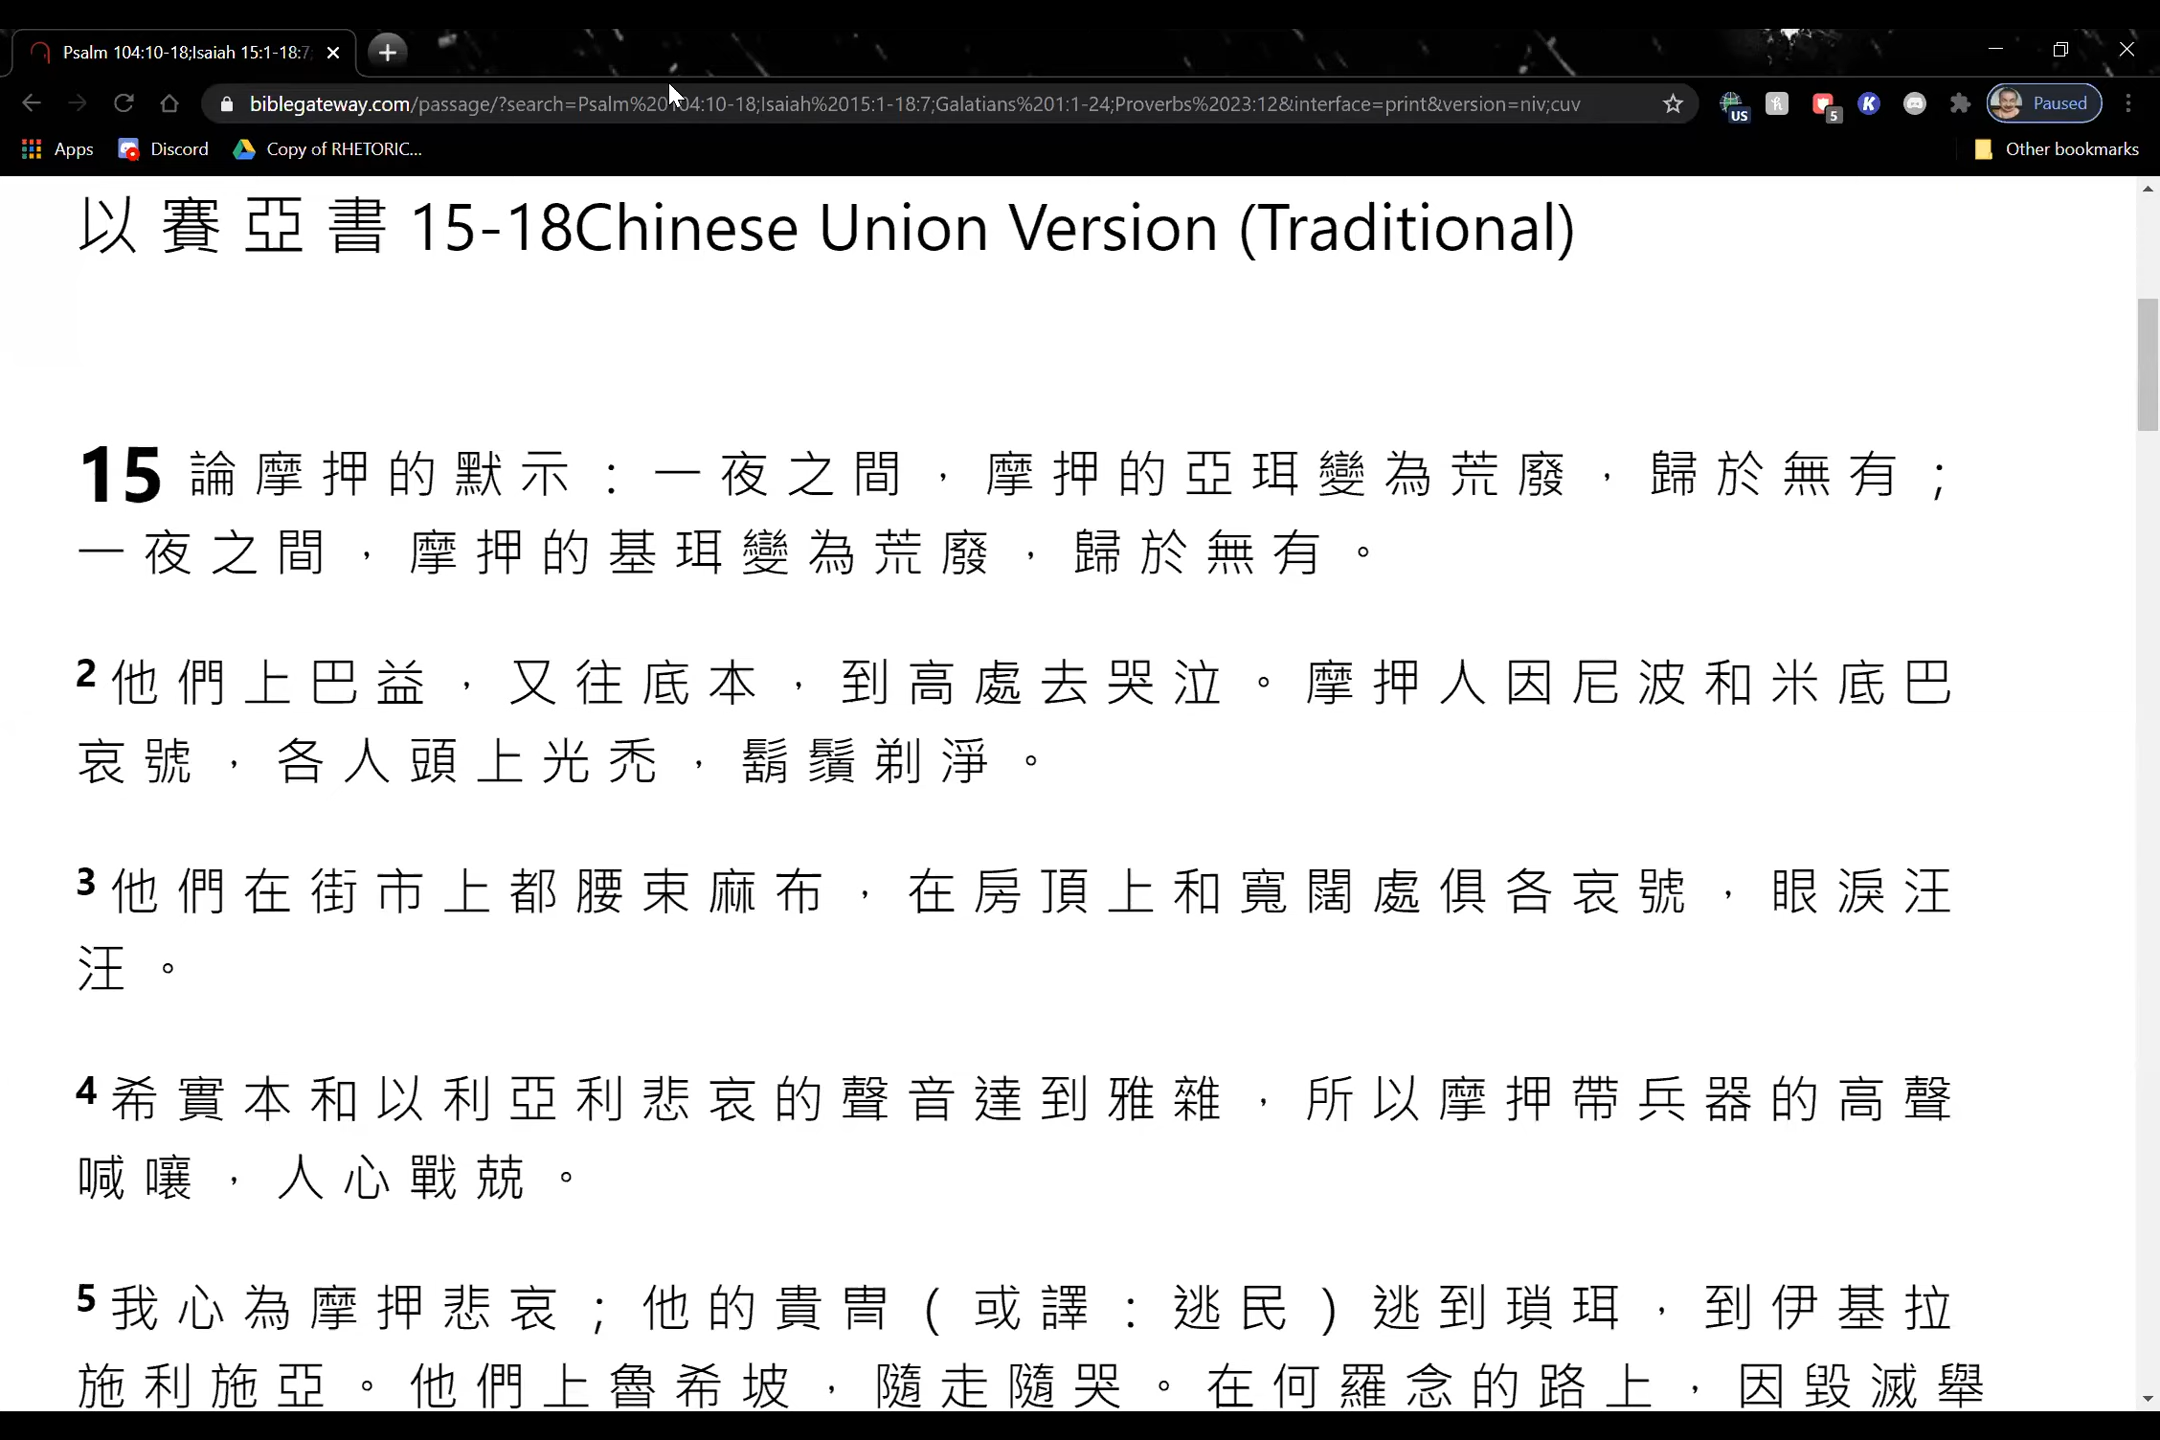 Psalm 104:10-18;Isaiah 15:1-18:7;
biblegateway.com/passage/?search=Psalm%20104:10-18;Isaiah%2015:1-18:7;Galatians%201:1-24;Proverbs%2023:12&interface=print&version=niv;cuv
US
5
K
Paused
Apps
Discord
Copy of RHETORIC...
Other bookmarks
以 賽 亞 書 15-18Chinese Union Version (Traditional)
15 論 摩 押 的 默 示 ： 一 夜 之 間 ， 摩 押 的 亞 珥 變 為 荒 廢 ， 歸 於 無 有 ；
一 夜 之 間 ， 摩 押 的 基 珥 變 為 荒 廢 ， 歸 於 無 有 。
2 他 們 上 巴 益 ， 又 往 底 本 ， 到 高 處 去 哭 泣 。 摩 押 人 因 尼 波 和 米 底 巴
哀 號 ， 各 人 頭 上 光 禿 ， 鬍 鬚 剃 淨 。
3 他 們 在 街 市 上 都 腰 束 麻 布 ， 在 房 頂 上 和 寬 闊 處 俱 各 哀 號 ， 眼 淚 汪
汪 。
4 希 實 本 和 以 利 亞 利 悲 哀 的 聲 音 達 到 雅 雜 ， 所 以 摩 押 帶 兵 器 的 高 聲
喊 嚷 ， 人 心 戰 兢 。
5 我 心 為 摩 押 悲 哀 ； 他 的 貴 冑 ( 或 譯 ： 逃 民 ) 逃 到 瑣 珥 ， 到 伊 基 拉
施 利 施 亞 。 他 們 上 魯 希 坡 ， 隨 走 隨 哭 。 在 何 羅 念 的 路 上 ， 因 毀 滅 舉